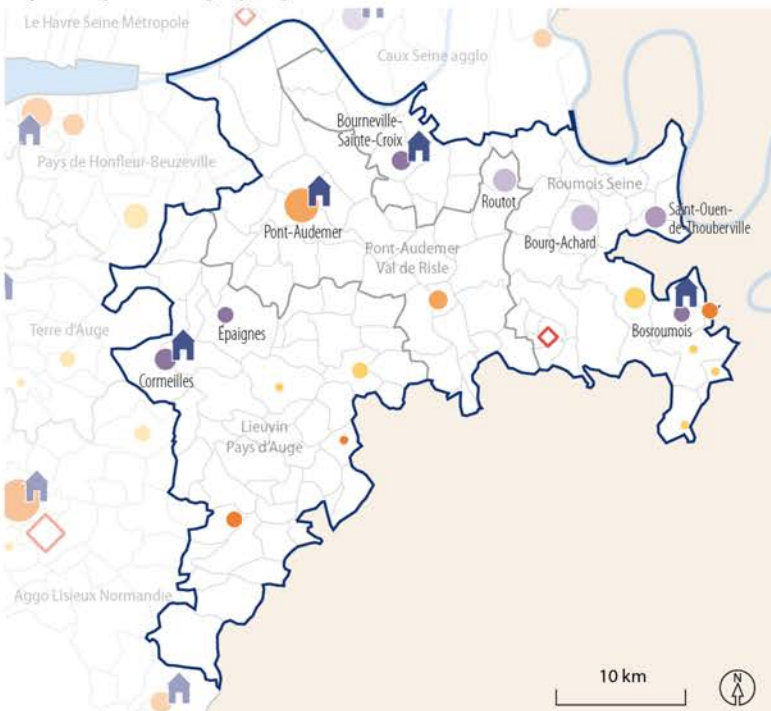 Le Havre Seine Métropole
Caux Seine agglo
Bourneville-
Sainte-Croix
Pays de Honfleur-Beuzeville
Roumois Seine
Routot
Saint-Ouen-
de-Thouberville
Pont-Audemer
Bourg-Achard
Pont-Audemer
Val de Risle
Terre d'Auge
Epaignes
Bosroumois
Cormeilles
Lieuvin
Pays d'Auge
Aggo Lisieux Normandie
10 km
N